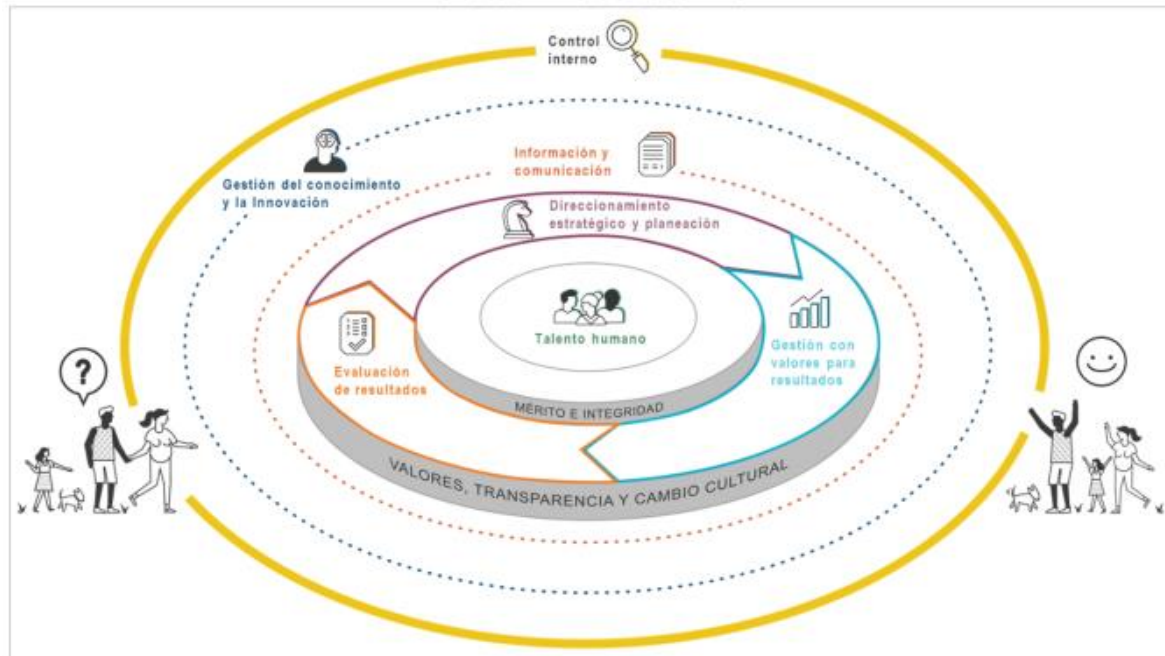 Control
interno
Información y
comunicación
Gestión del conocimiento
y la Innovación
Direccionamiento
estratégico y planeación
Talento humano
Gestión con
valores para
resultados
Evaluación
de resultados
MÉRITO E INTEGRIDAD
VALORES, TRANSPARENCIA Y CAMBIO CULTURAL
?